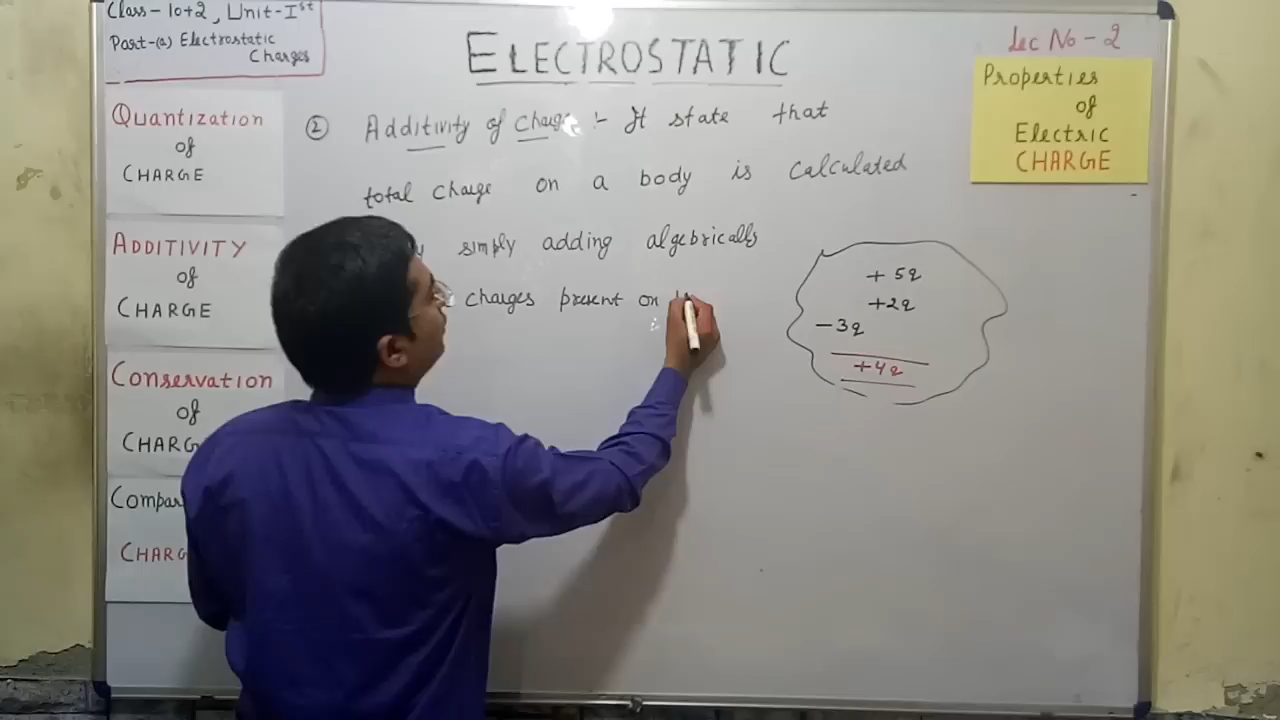 Class-10+2, Unit-Ist
Part-(a) Electrostatic
Charges
ELECTROSTATIC
Lec No-2
Properties
of
Electric
CHARGE
Quantization
of
CHARGE
ADDITIVITY
of
CHARGE
Conservation
of
CHARG
Compar
CHARG
② Additivity of Charge :- It state that
total charge on a body is calculated
simply adding algebrically
charges present on
+5q
+2q
-3q
+4q